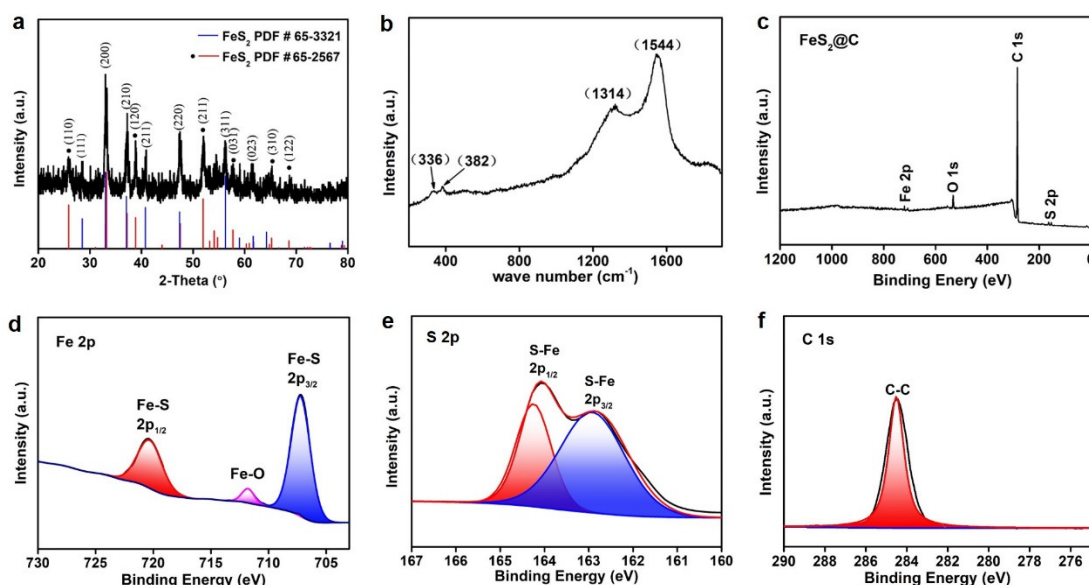 a
FeS2 PDF # 65-3321
• FeS2 PDF # 65-2567
(110)
(111)
(200)
(210)
(120)
(211)
(220)
(211)
(311)
(031)
(023)
(310)
(122)
Intensity (a.u.)
20 30 40 50 60 70 80
2-Theta (°)
b
(336)
(382)
(1314)
(1544)
Intensity (a.u.)
400 800 1200 1600
wave number (cm-1)
c
FeS2@C
C 1s
Fe 2p
O 1s
S 2p
Intensity (a.u.)
1200 1000 800 600 400 200 0
Binding Enery (eV)
d
Fe 2p
Fe-S
2p1/2
Fe-O
Fe-S
2p3/2
Intensity (a.u.)
730 725 720 715 710 705
Binding Energy (eV)
e
S 2p
S-Fe
2p1/2
S-Fe
2p3/2
Intensity (a.u.)
167 166 165 164 163 162 161 160
Binding Energy (eV)
f
C 1s
C-C
Intensity (a.u.)
290 288 286 284 282 280 278 276
Binding Energy (eV)